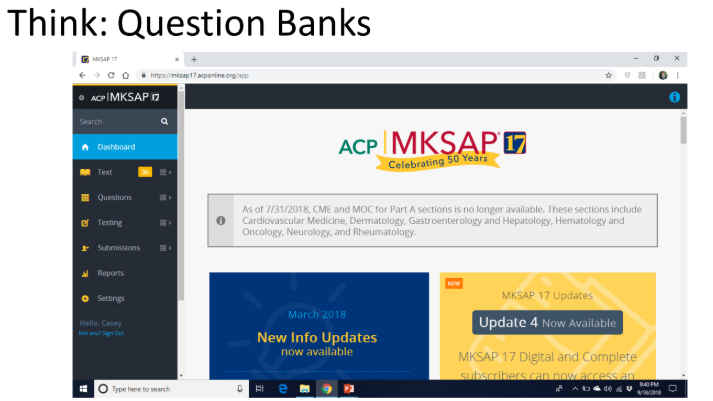 Think: Question Banks
MKSAP 17
https://mksap17.acponline.org/app
ACP MKSAP 17
Search
Dashboard
Text 36
Questions
Testing
Submissions
Reports
Settings
Hello, Casey
Not you? Sign Out
ACP MKSAP® 17
Celebrating 50 Years
As of 7/31/2018, CME and MOC for Part A sections is no longer available. These sections include
Cardiovascular Medicine, Dermatology, Gastroenterology and Hepatology, Hematology and
Oncology, Neurology, and Rheumatology.
March 2018
New Info Updates
now available
NEW
MKSAP 17 Updates
Update 4 Now Available
MKSAP 17 Digital and Complete
subscribers can now access an
Type here to search
9:40 PM
9/18/2018